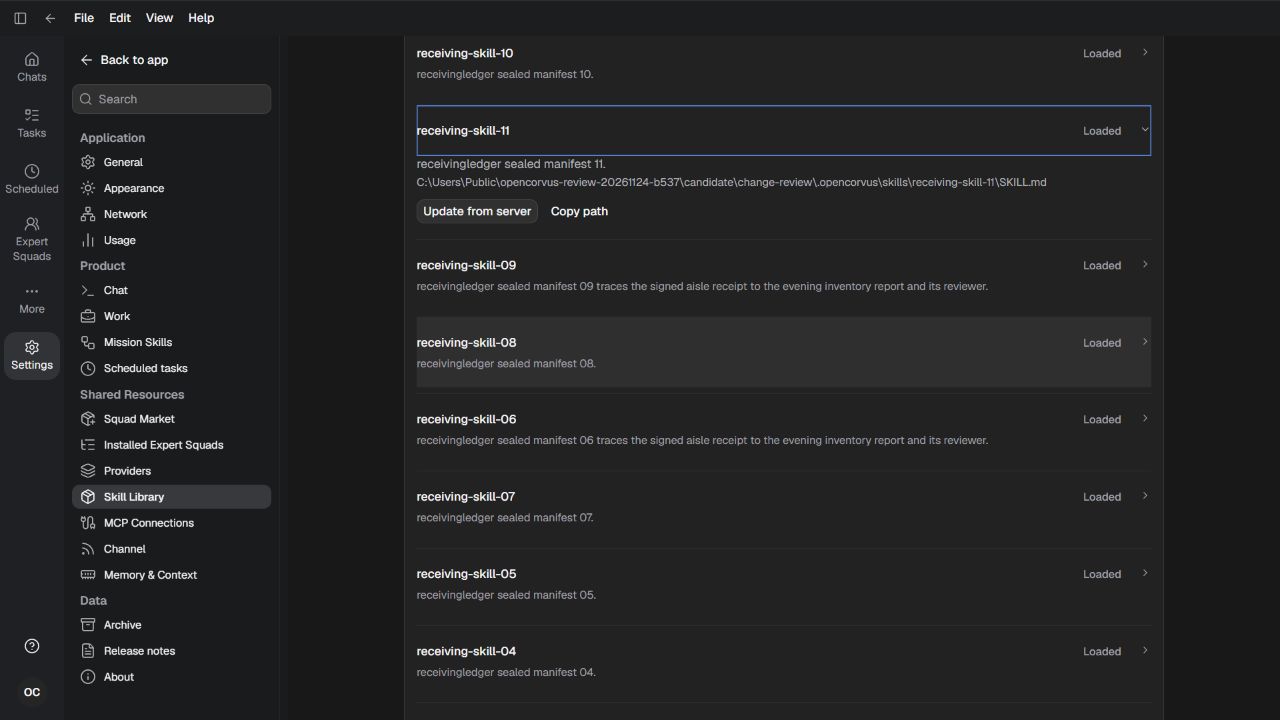 File Edit View Help
Chats
Tasks
Scheduled
Expert
Squads
More
Settings
OC
Back to app
Search
Application
General
Appearance
Network
Usage
Product
Chat
Work
Mission Skills
Scheduled tasks
Shared Resources
Squad Market
Installed Expert Squads
Providers
Skill Library
MCP Connections
Channel
Memory & Context
Data
Archive
Release notes
About
receiving-skill-10 Loaded
receivingledger sealed manifest 10.
receiving-skill-11 Loaded
receivingledger sealed manifest 11.
C:\Users\Public\opencorvus-review-20261124-b537\candidate\change-review\.opencorvus\skills\receiving-skill-11\SKILL.md
Update from server Copy path
receiving-skill-09 Loaded
receivingledger sealed manifest 09 traces the signed aisle receipt to the evening inventory report and its reviewer.
receiving-skill-08 Loaded
receivingledger sealed manifest 08.
receiving-skill-06 Loaded
receivingledger sealed manifest 06 traces the signed aisle receipt to the evening inventory report and its reviewer.
receiving-skill-07 Loaded
receivingledger sealed manifest 07.
receiving-skill-05 Loaded
receivingledger sealed manifest 05.
receiving-skill-04 Loaded
receivingledger sealed manifest 04.